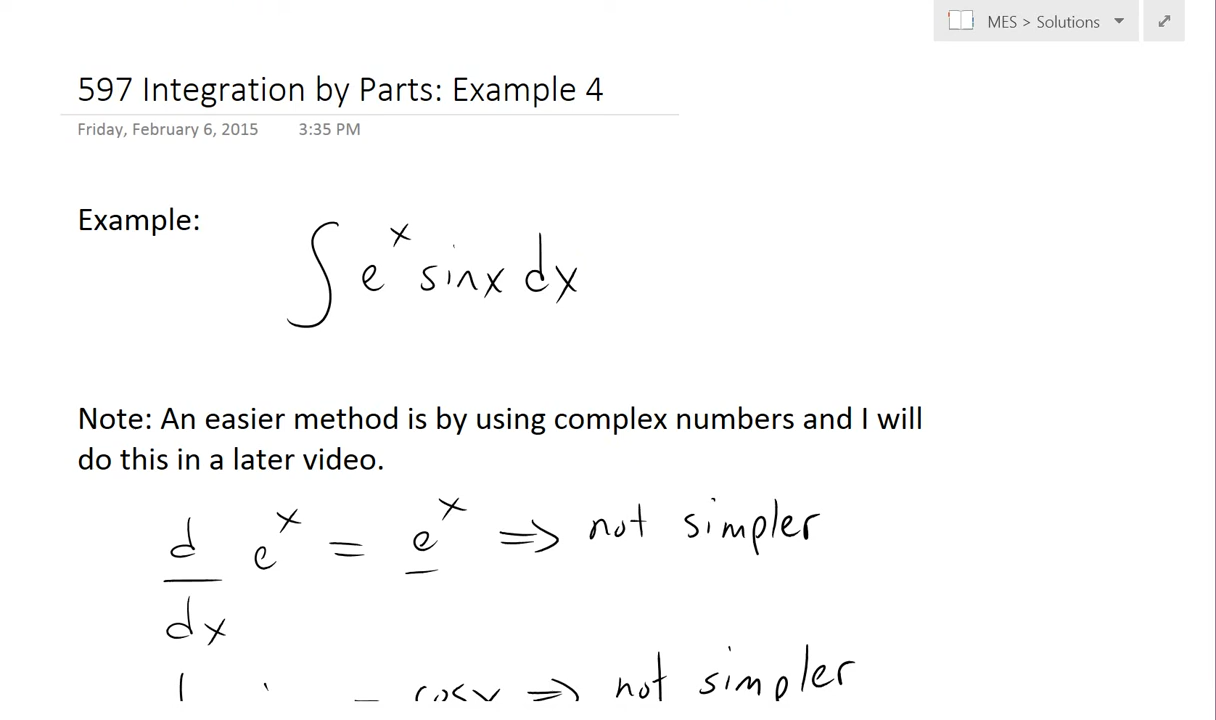 MES > Solutions
597 Integration by Parts: Example 4
Friday, February 6, 2015 3:35 PM
Example: ∫ e^x sinx dx
Note: An easier method is by using complex numbers and I will
do this in a later video.
d/dx e^x = e^x ⇒ not simpler
= cosx ⇒ not simpler